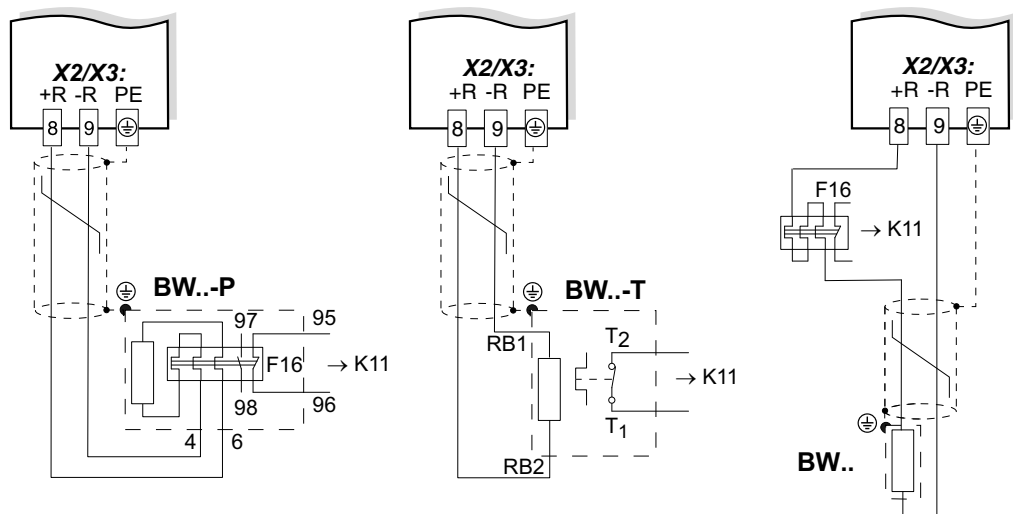 X2/X3:
+R -R PE
8 9
BW..-P
97 95
F16 → K11
98 96
4 6
X2/X3:
+R -R PE
8 9
BW..-T
RB1 T2
→ K11
T1
RB2
X2/X3:
+R -R PE
8 9
F16
→ K11
BW..